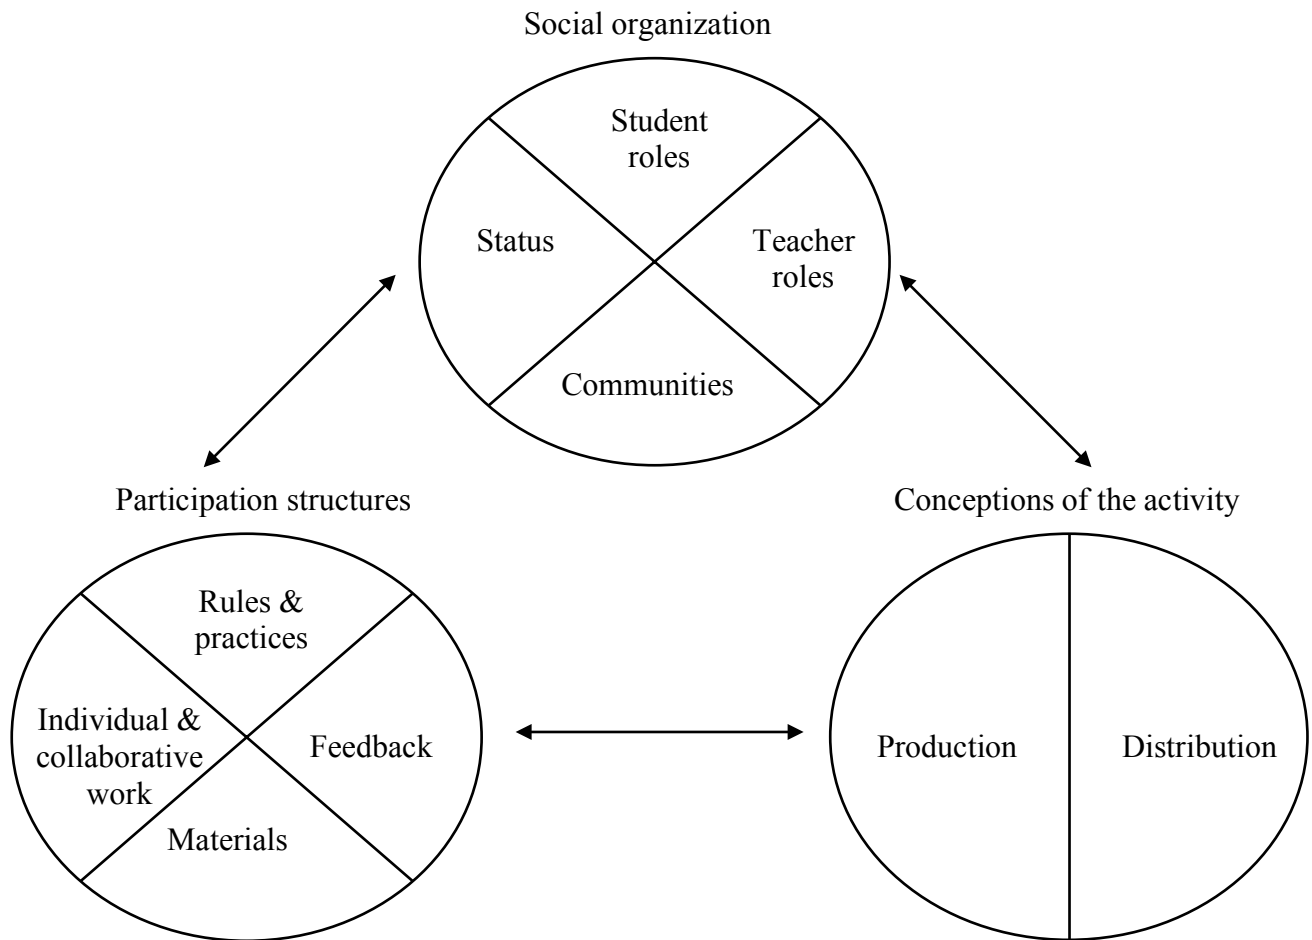 Social organization
Student
roles
Status
Teacher
roles
Communities
Participation structures
Conceptions of the activity
Rules &
practices
Individual &
collaborative
work
Feedback
Materials
Production
Distribution